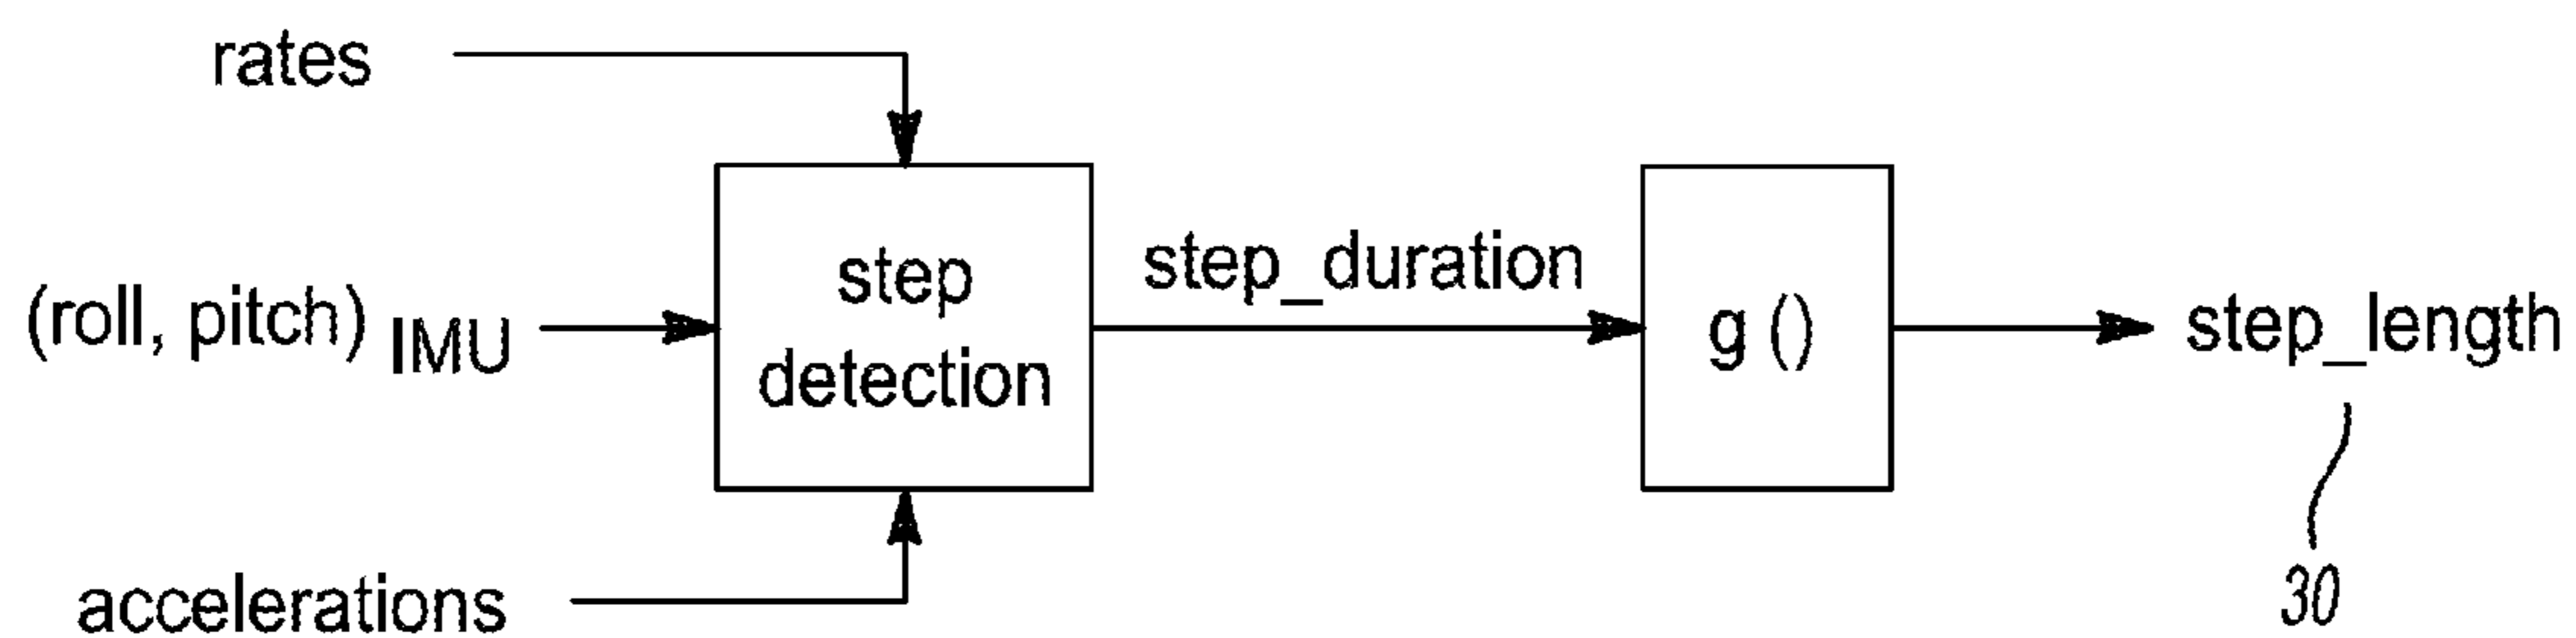 rates
(roll, pitch) IMU
step
detection
step_duration
g ()
step_length
accelerations
30